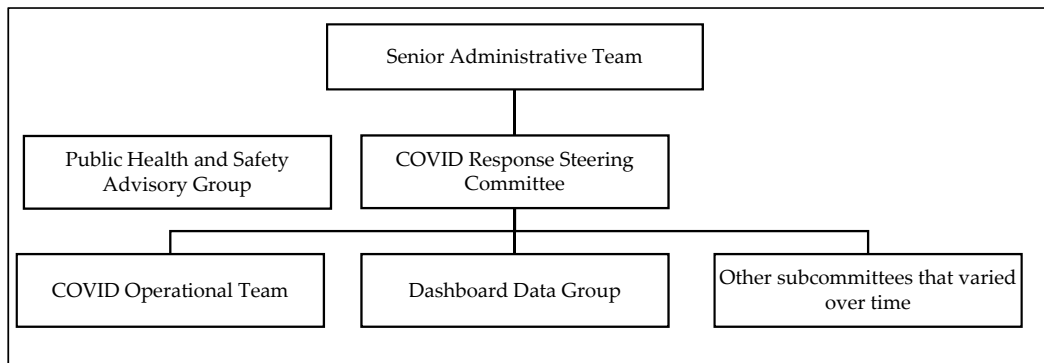 Senior Administrative Team
Public Health and Safety
Advisory Group
COVID Response Steering
Committee
COVID Operational Team
Dashboard Data Group
Other subcommittees that varied
over time